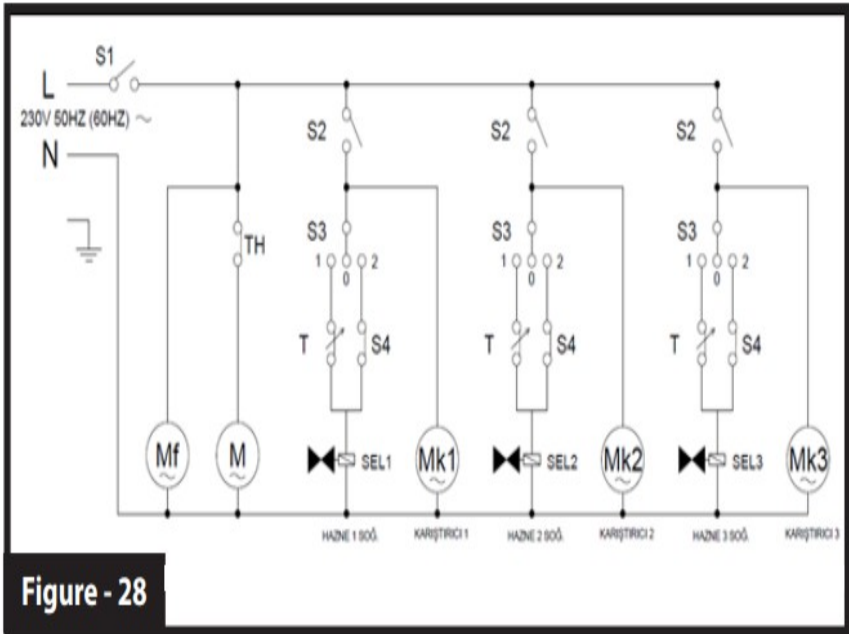 S1
L
230V 50HZ (60HZ) ~
N
S2 S2 S2
S3 S3 S3
TH
1 2 1 2 1 2
0 0 0
T S4 T S4 T S4
Mf M SEL1 Mk1 SEL2 Mk2 SEL3 Mk3
~ ~ ~ ~ ~
HAZNE 1 SOĞ. KARIŞTIRICI 1 HAZNE 2 SOĞ. KARIŞTIRICI 2 HAZNE 3 SOĞ. KARIŞTIRICI 3
Figure - 28